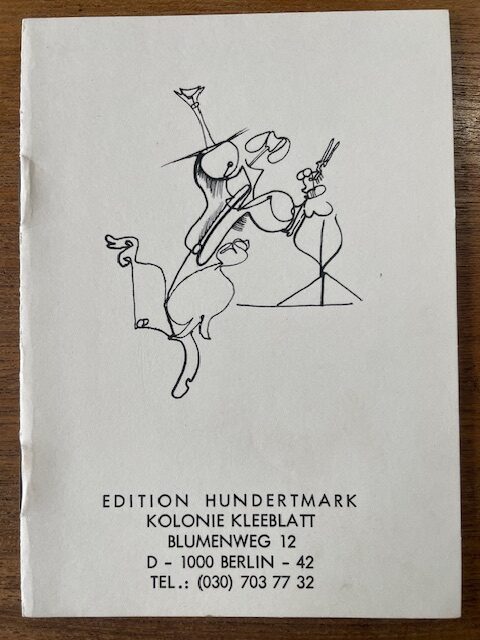 EDITION HUNDERTMARK
KOLONIE KLEEBLATT
BLUMENWEG 12
D - 1000 BERLIN - 42
TEL.: (030) 703 77 32